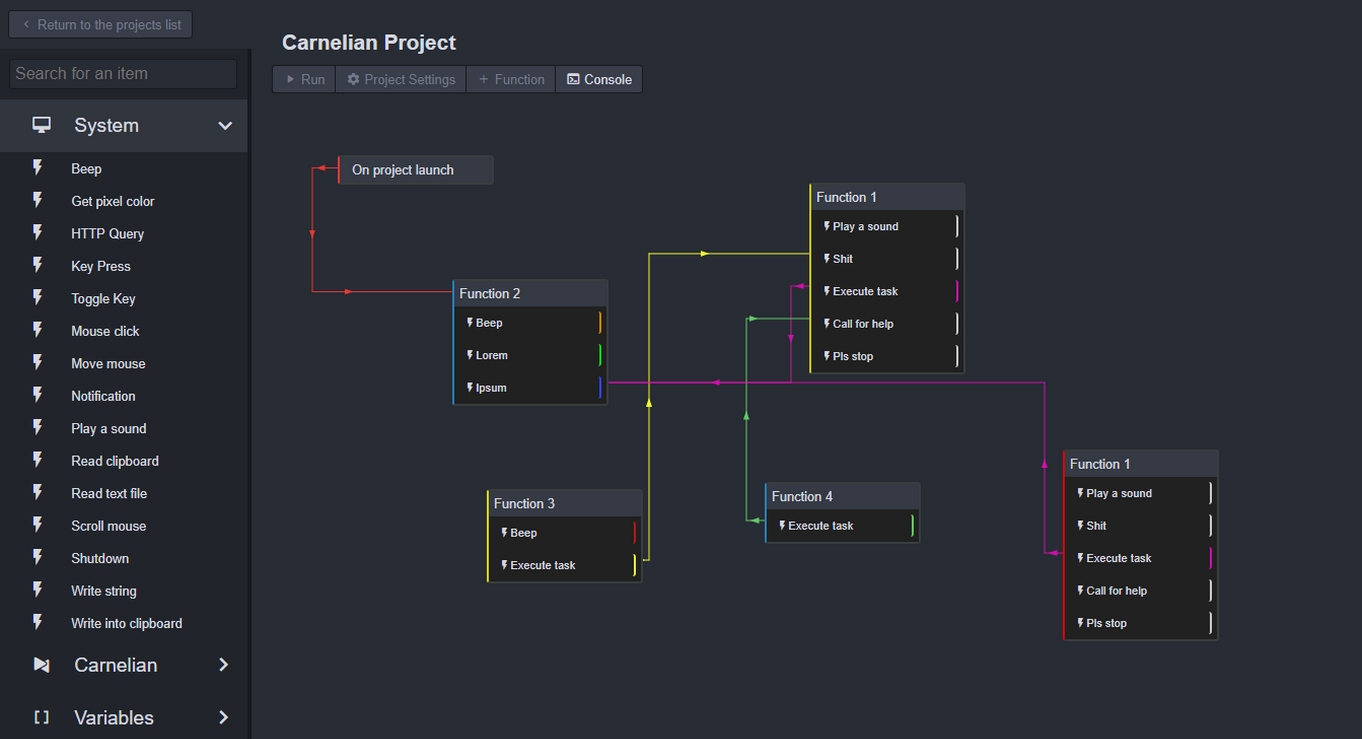 Return to the projects list
Search for an item
System
Beep
Get pixel color
HTTP Query
Key Press
Toggle Key
Mouse click
Move mouse
Notification
Play a sound
Read clipboard
Read text file
Scroll mouse
Shutdown
Write string
Write into clipboard
Carnelian
Variables
Carnelian Project
Run Project Settings + Function Console
On project launch
Function 1
Play a sound
Shit
Execute task
Call for help
Pls stop
Function 2
Beep
Lorem
Ipsum
Function 3
Beep
Execute task
Function 4
Execute task
Function 1
Play a sound
Shit
Execute task
Call for help
Pls stop